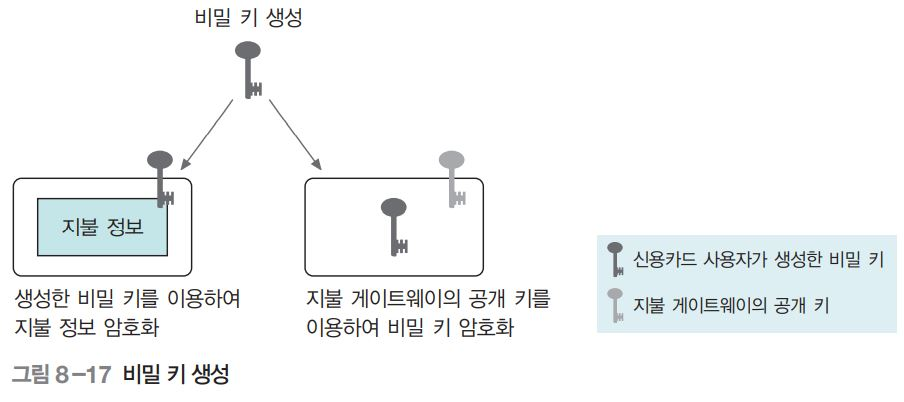 비밀 키 생성
지불 정보
생성한 비밀 키를 이용하여
지불 정보 암호화
지불 게이트웨이의 공개 키를
이용하여 비밀 키 암호화
신용카드 사용자가 생성한 비밀 키
지불 게이트웨이의 공개 키
그림 8-17 비밀 키 생성